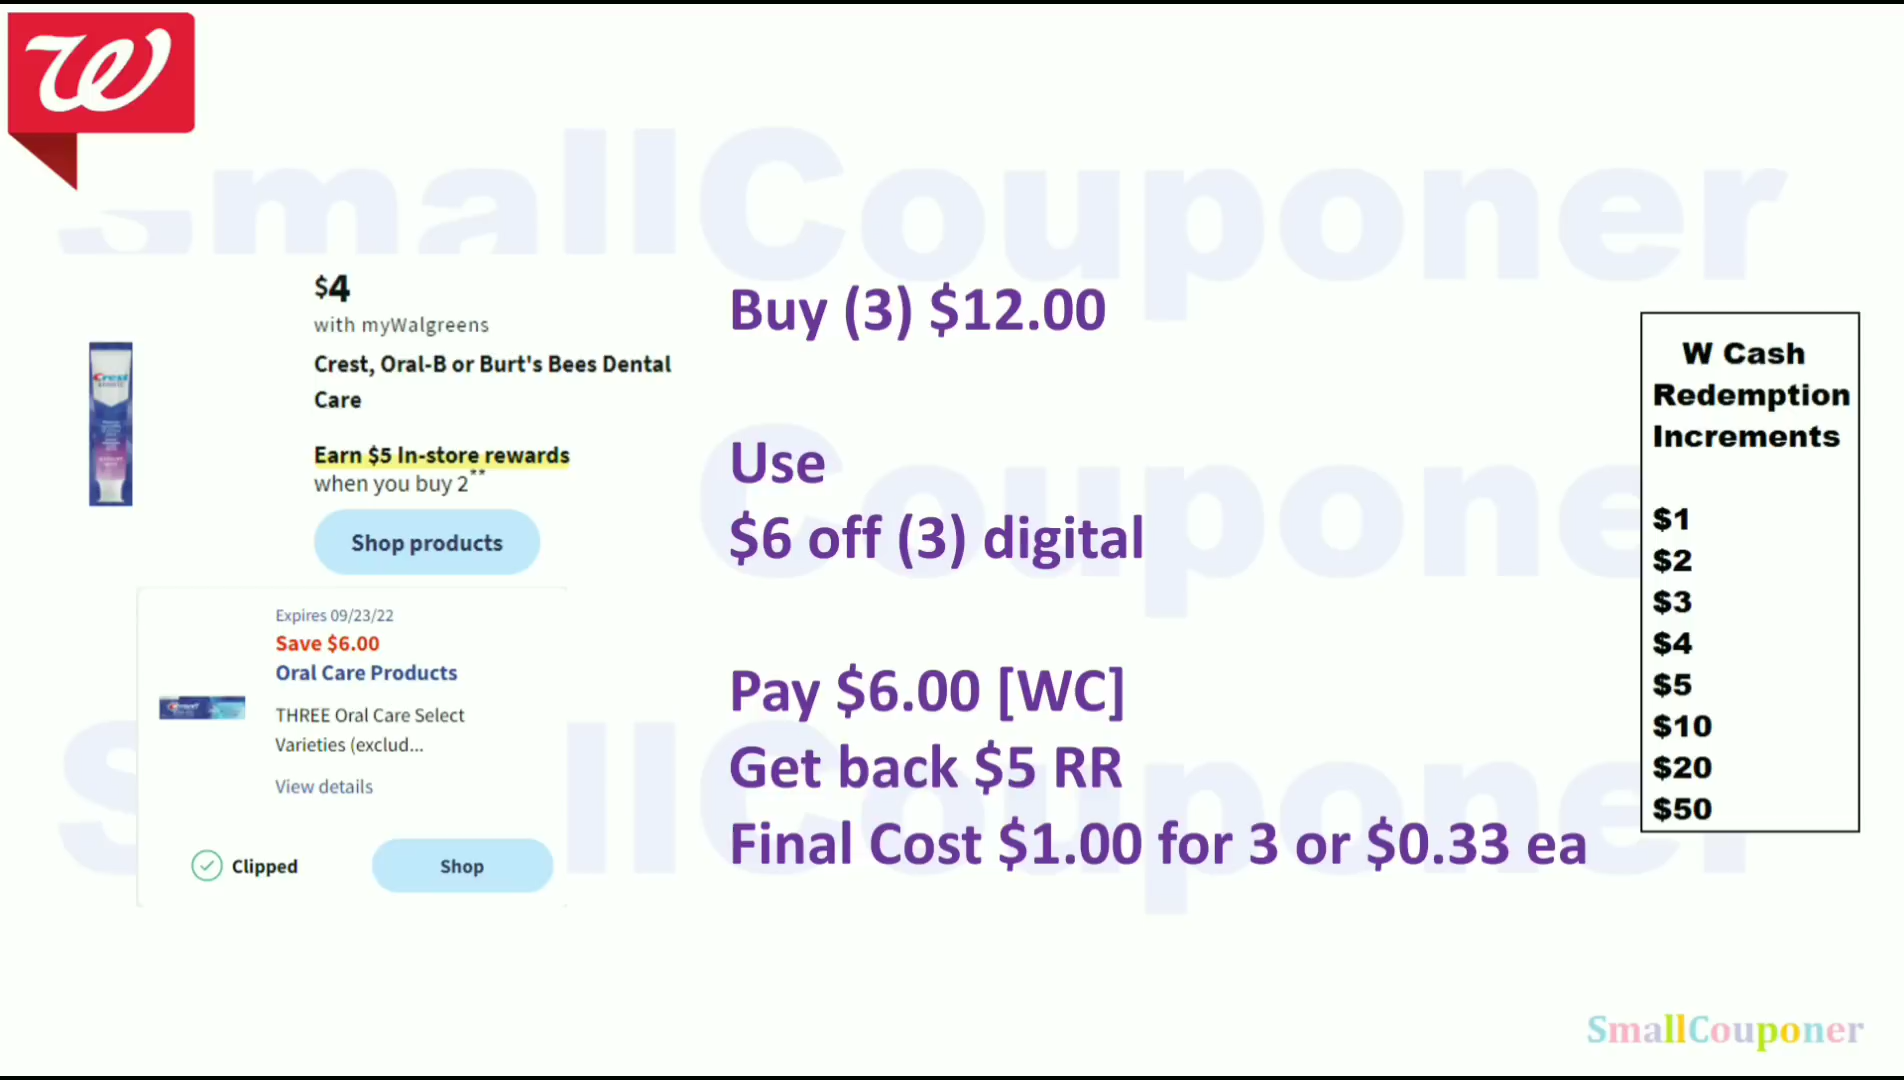 W
SmallCouponer
$4
with myWalgreens
Crest, Oral-B or Burt's Bees Dental
Care
Earn $5 In-store rewards
when you buy 2**
Shop products
Crest
Expires 09/23/22
Save $6.00
Oral Care Products
THREE Oral Care Select
Varieties (exclud...
View details
Clipped
Shop
Buy (3) $12.00
Use
$6 off (3) digital
Pay $6.00 [WC]
Get back $5 RR
Final Cost $1.00 for 3 or $0.33 ea
W Cash
Redemption
Increments
$1
$2
$3
$4
$5
$10
$20
$50
Couponer
SmallCouponer
SmallCouponer